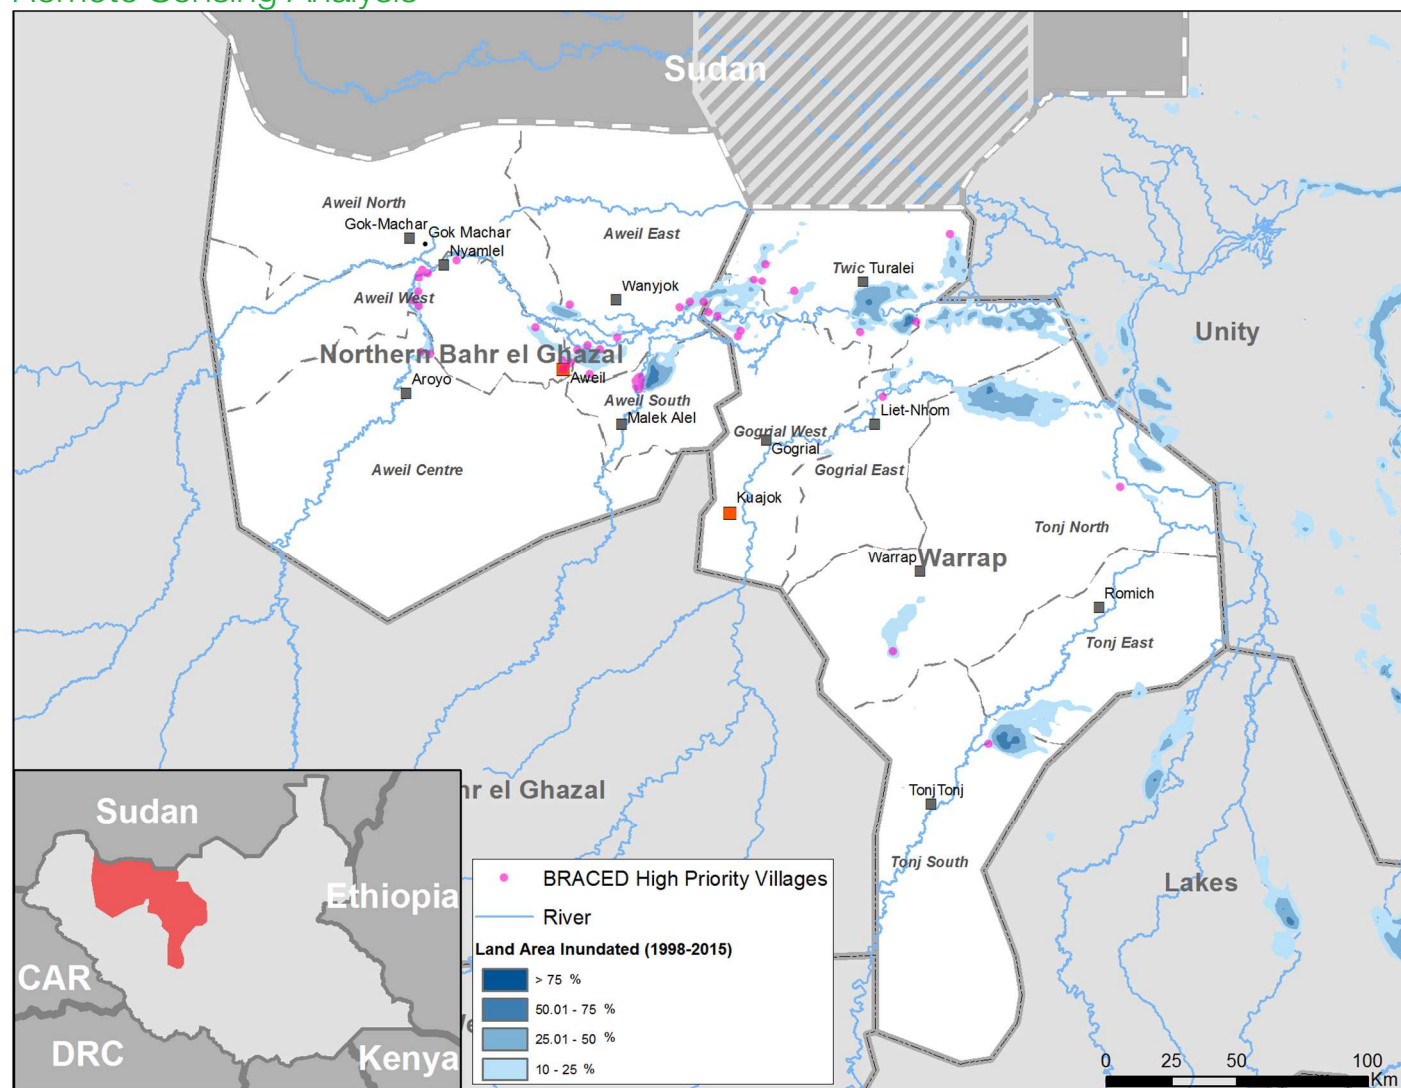 Remote Sensing Analysis
Sudan
Aweil North
Gok-Machar
Gok Machar
Nyamlel
Aweil East
Twic
Turalei
Wanyjok
Aweil West
Unity
Northern Bahr el Ghazal
Aroyo
Aweil
Aweil South
Malek Alel
Liet-Nhom
Gogrial West
Gogrial
Gogrial East
Aweil Centre
Kuajok
Tonj North
Warrap
Warrap
Romich
Tonj East
hr el Ghazal
Tonj
Tonj
Tonj South
Lakes
Sudan
Ethiopia
CAR
DRC
Kenya
BRACED High Priority Villages
River
Land Area Inundated (1998-2015)
> 75 %
50.01 - 75 %
25.01 - 50 %
10 - 25 %
0 25 50 100
Km